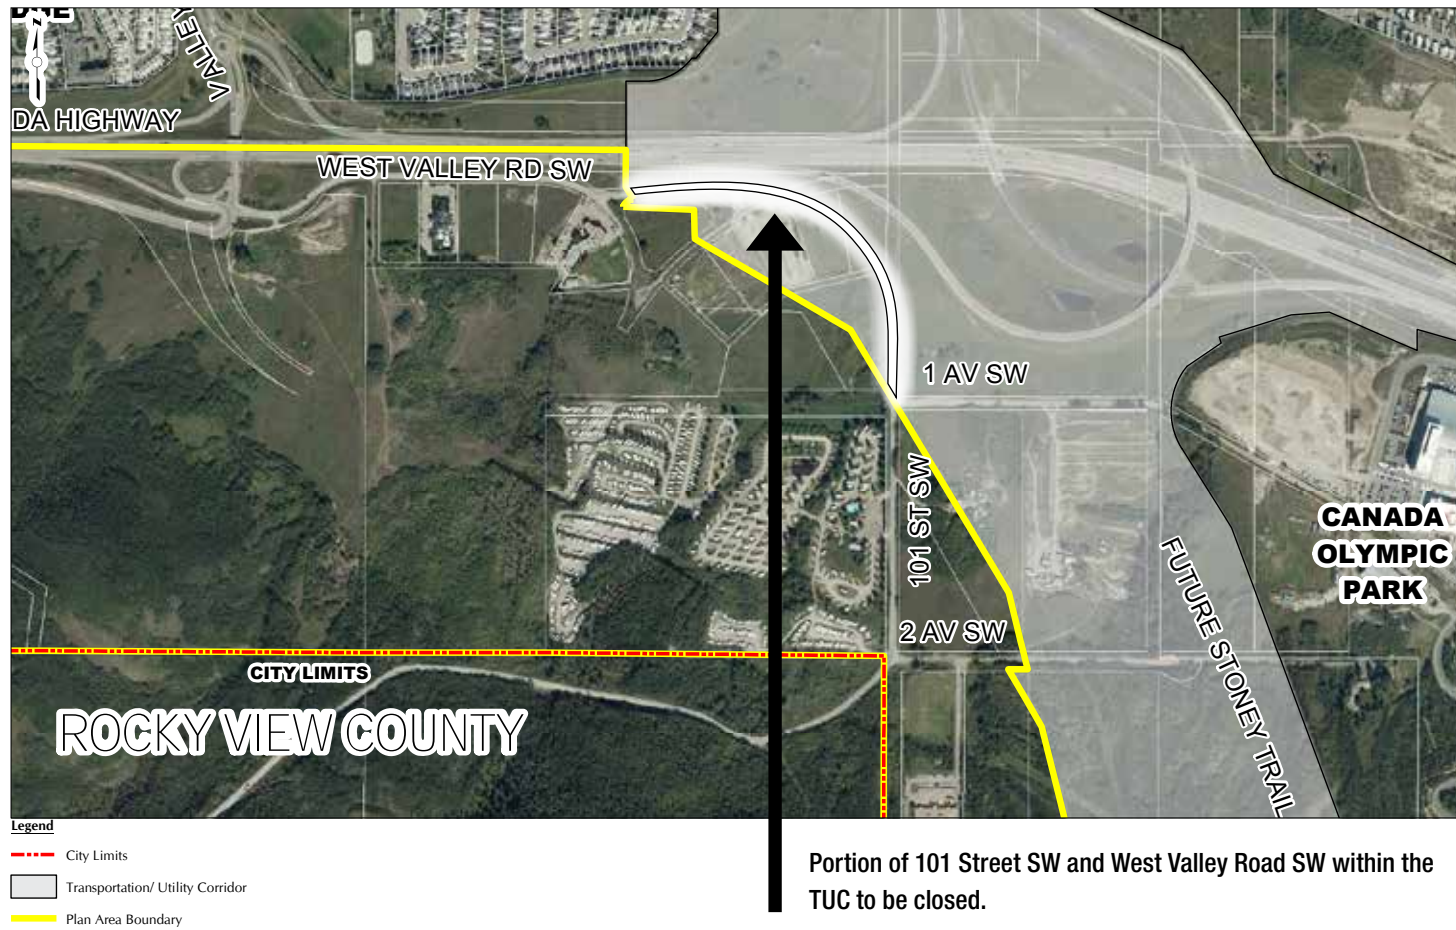 VALLEY
DA HIGHWAY
WEST VALLEY RD SW
1 AV SW
101 ST SW
CANADA
OLYMPIC
PARK
FUTURE STONEY TRAIL
2 AV SW
CITY LIMITS
ROCKY VIEW COUNTY
Legend
City Limits
Transportation/ Utility Corridor
Plan Area Boundary
Portion of 101 Street SW and West Valley Road SW within the
TUC to be closed.